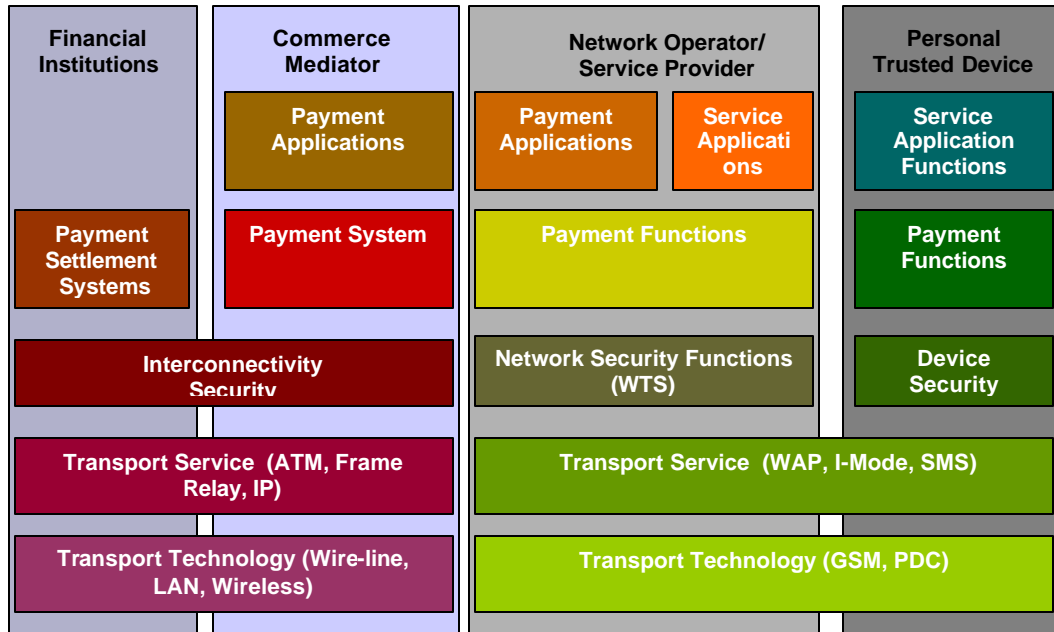 Financial
Institutions
Commerce
Mediator
Network Operator/
Service Provider
Personal
Trusted Device
Payment
Applications
Payment
Applications
Service
Applicati
ons
Service
Application
Functions
Payment
Settlement
Systems
Payment System
Payment Functions
Payment
Functions
Interconnectivity
Security
Network Security Functions
(WTS)
Device
Security
Transport Service (ATM, Frame
Relay, IP)
Transport Service (WAP, I-Mode, SMS)
Transport Technology (Wire-line,
LAN, Wireless)
Transport Technology (GSM, PDC)